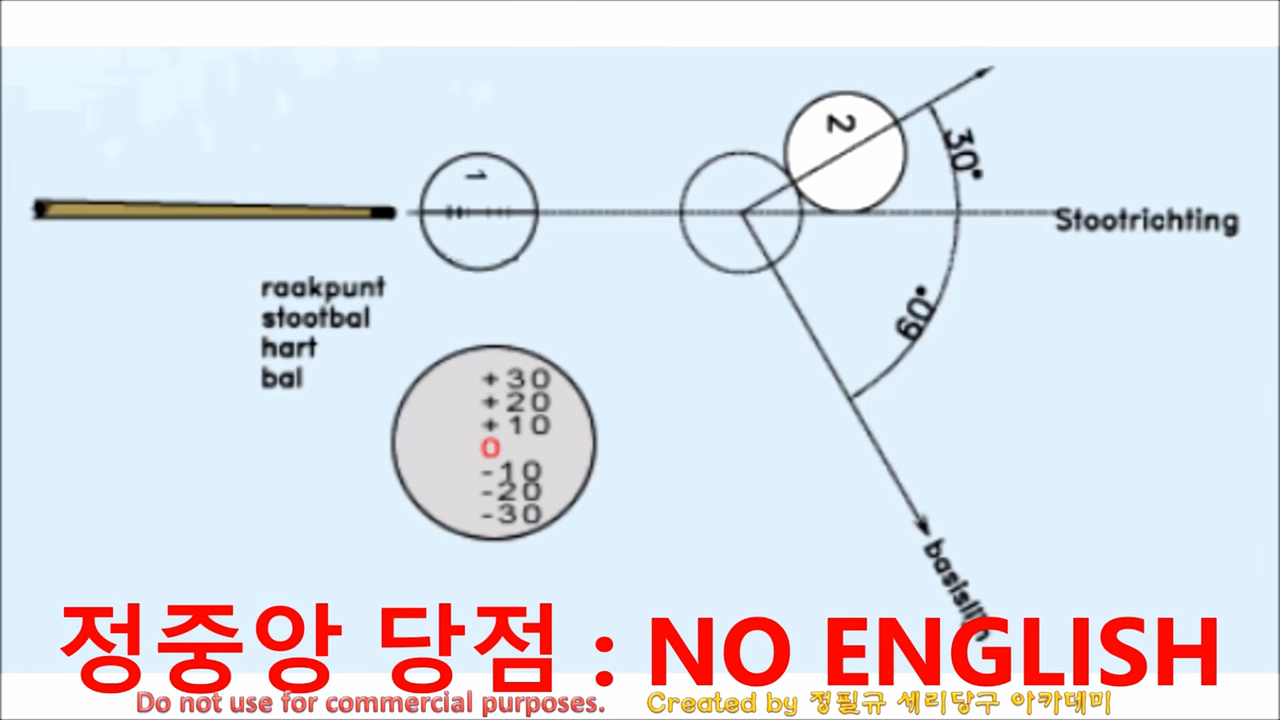 1
2
30°
Stootrichting
60°
raakpunt
stootbal
hart
bal
+30
+20
+10
0
-10
-20
-30
정중앙 당점 : NO ENGLISH
Do not use for commercial purposes.
Created by 정필규 세리당구 아카데미